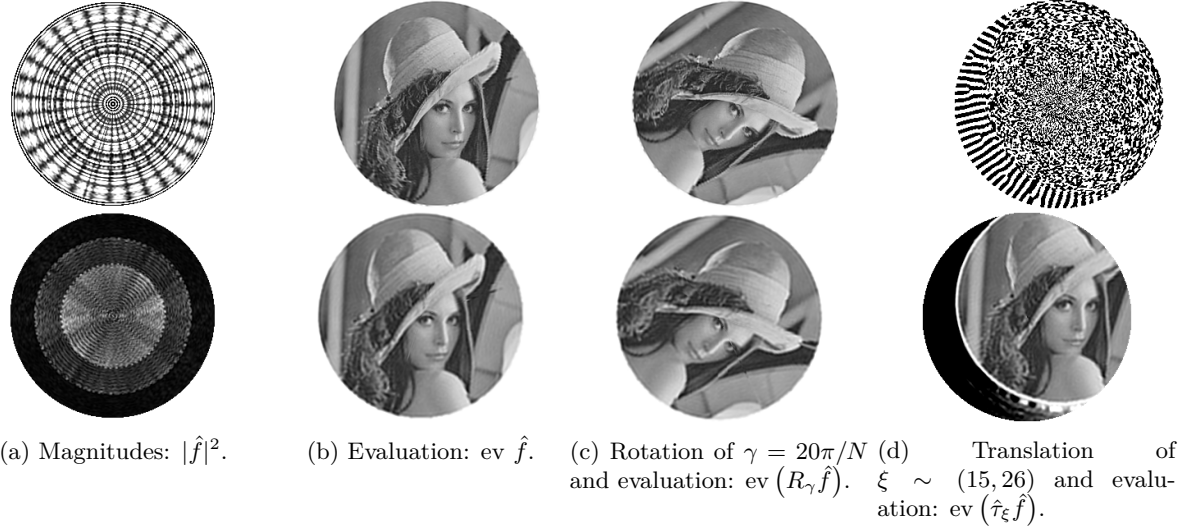 (a) Magnitudes: |f̂|².
(b) Evaluation: ev f̂.
(c) Rotation of γ = 20π/N
and evaluation: ev (R_γ f̂).
(d) Translation of
ξ ∼ (15, 26) and evalu-
ation: ev (τ̂_ξ f̂).